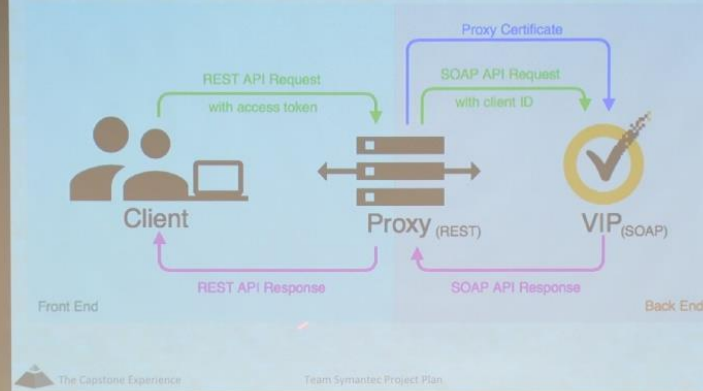 Proxy Certificate
REST API Request
with access token
SOAP API Request
with client ID
Client
Proxy (REST)
VIP (SOAP)
REST API Response
SOAP API Response
Front End
Back End
The Capstone Experience
Team Symantec Project Plan